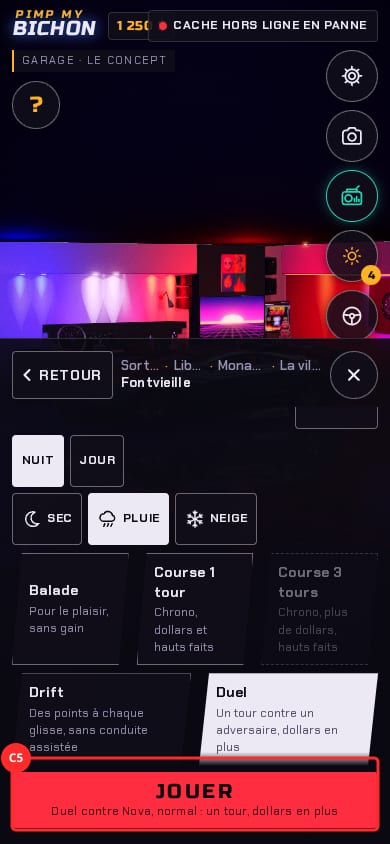 PIMP MY
BICHON
1 250
CACHE HORS LIGNE EN PANNE
GARAGE · LE CONCEPT
?
4
RETOUR
Sort... · Lib... · Mona... · La vil...
Fontvieille
NUIT
JOUR
SEC
PLUIE
NEIGE
Balade
Pour le plaisir,
sans gain
Course 1
tour
Chrono,
dollars et
hauts faits
Course 3
tours
Chrono, plus
de dollars,
hauts faits
Drift
Des points à chaque
glisse, sans conduite
assistée
Duel
Un tour contre un
adversaire, dollars en
plus
C5
JOUER
Duel contre Nova, normal : un tour, dollars en plus